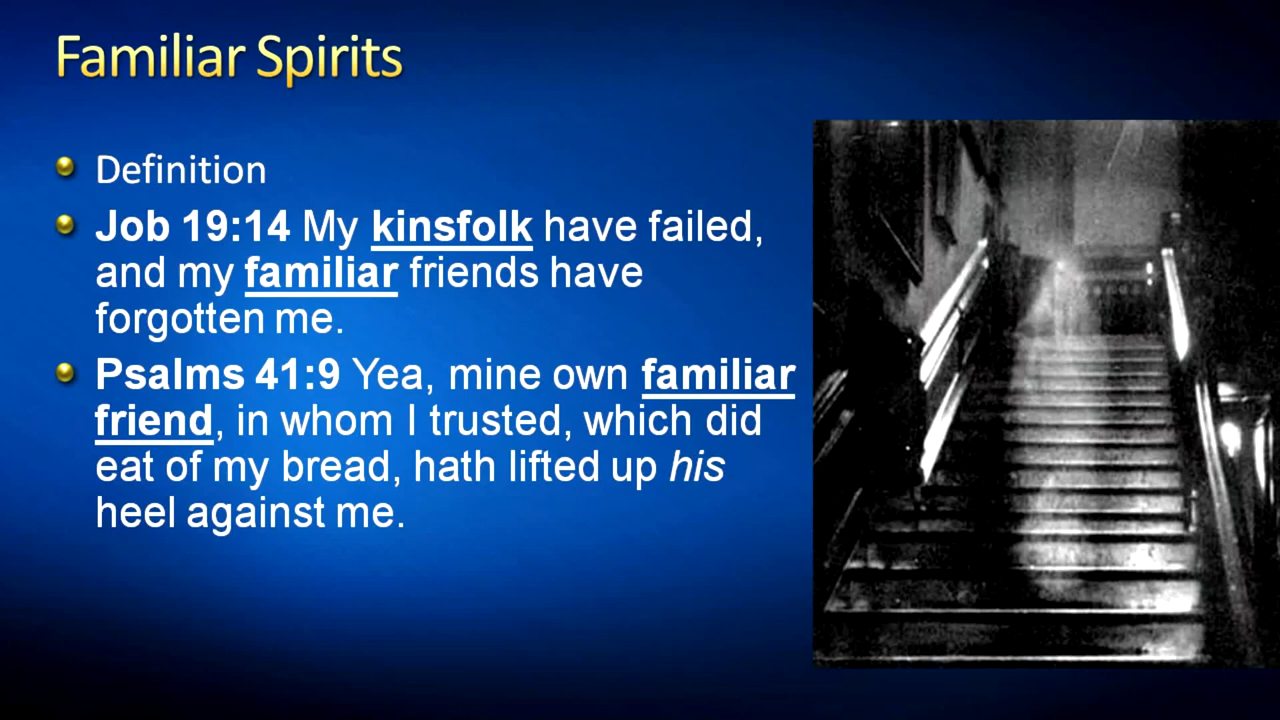 Familiar Spirits
Definition
Job 19:14 My kinsfolk have failed,
and my familiar friends have
forgotten me.
Psalms 41:9 Yea, mine own familiar
friend, in whom I trusted, which did
eat of my bread, hath lifted up his
heel against me.